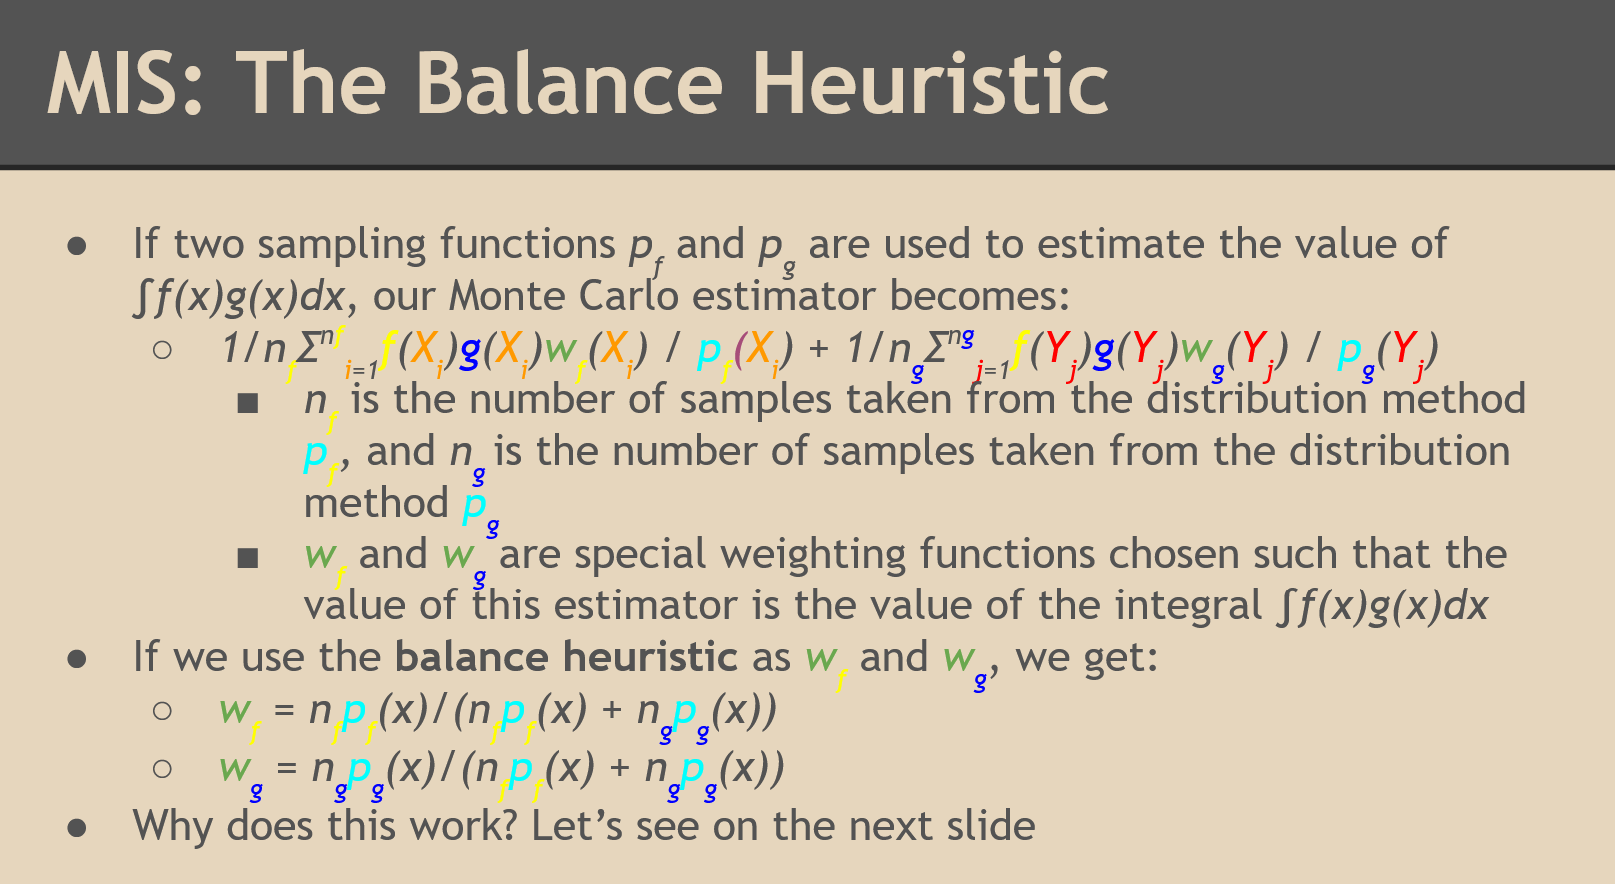 MIS: The Balance Heuristic
● If two sampling functions p_f and p_g are used to estimate the value of
∫f(x)g(x)dx, our Monte Carlo estimator becomes:
○ 1/n_f Σ^nf_i=1 f(X_i)g(X_i)w_f(X_i) / p_f(X_i) + 1/n_g Σ^ng_j=1 f(Y_j)g(Y_j)w_g(Y_j) / p_g(Y_j)
■ n_f is the number of samples taken from the distribution method
p_f, and n_g is the number of samples taken from the distribution
method p_g
■ w_f and w_g are special weighting functions chosen such that the
value of this estimator is the value of the integral ∫f(x)g(x)dx
● If we use the balance heuristic as w_f and w_g, we get:
○ w_f = n_f p_f(x)/(n_f p_f(x) + n_g p_g(x))
○ w_g = n_g p_g(x)/(n_f p_f(x) + n_g p_g(x))
● Why does this work? Let’s see on the next slide